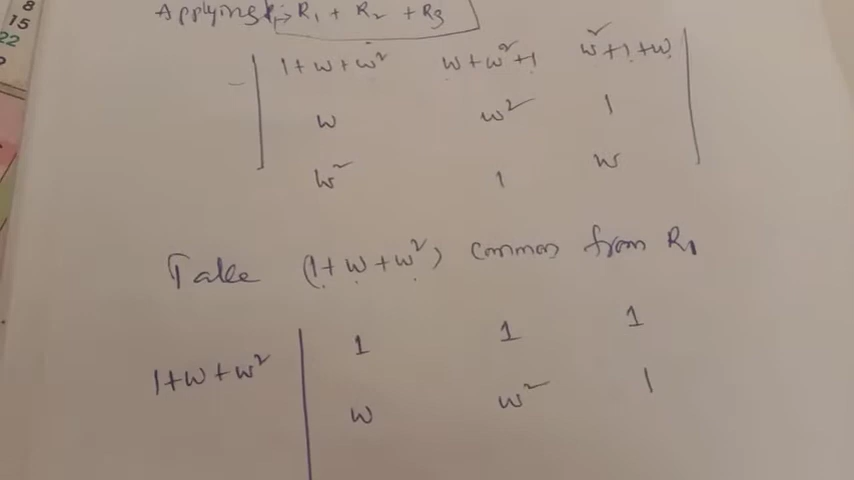 8
15
22
Applying R₁ → R₁ + R₂ + R₃
1+w+w² w+w²+1 w²+1+w
w w² 1
w² 1 w
Take (1+w+w²) common from R₁
1+w+w² 1 1 1
w w² 1